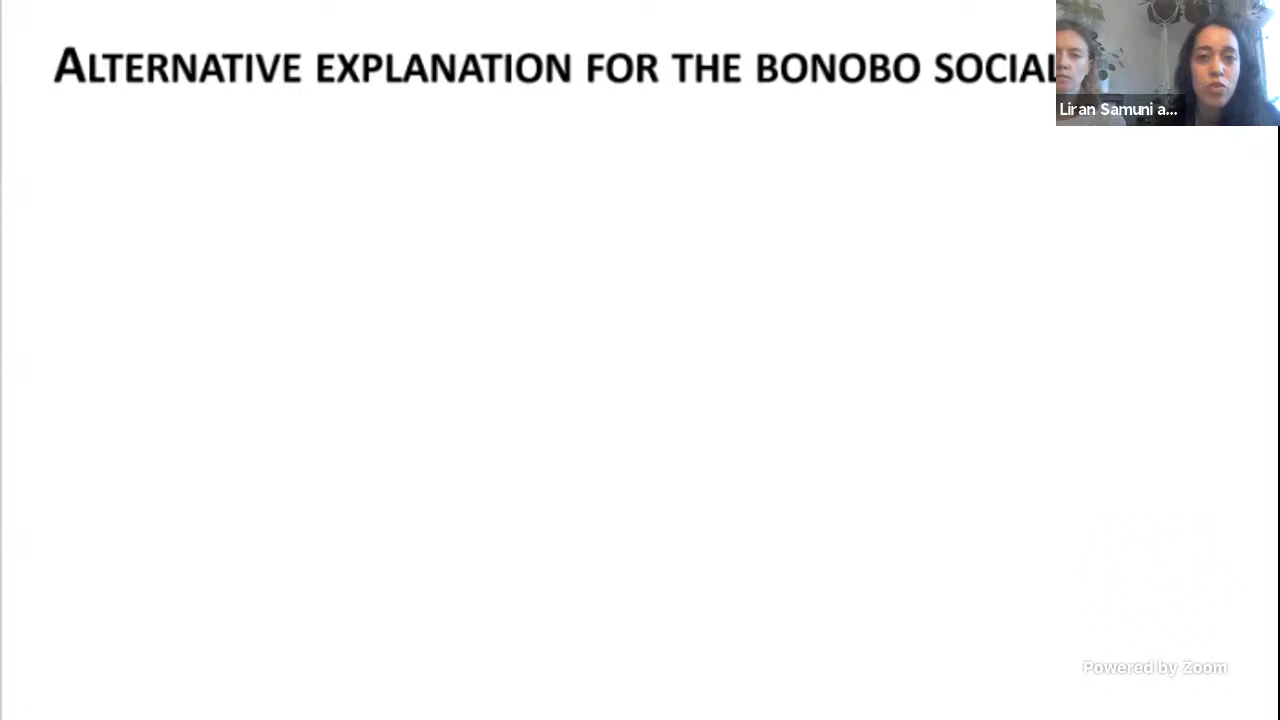 ALTERNATIVE EXPLANATION FOR THE BONOBO SOCIAL
Liran Samuni a...
Powered by Zoom